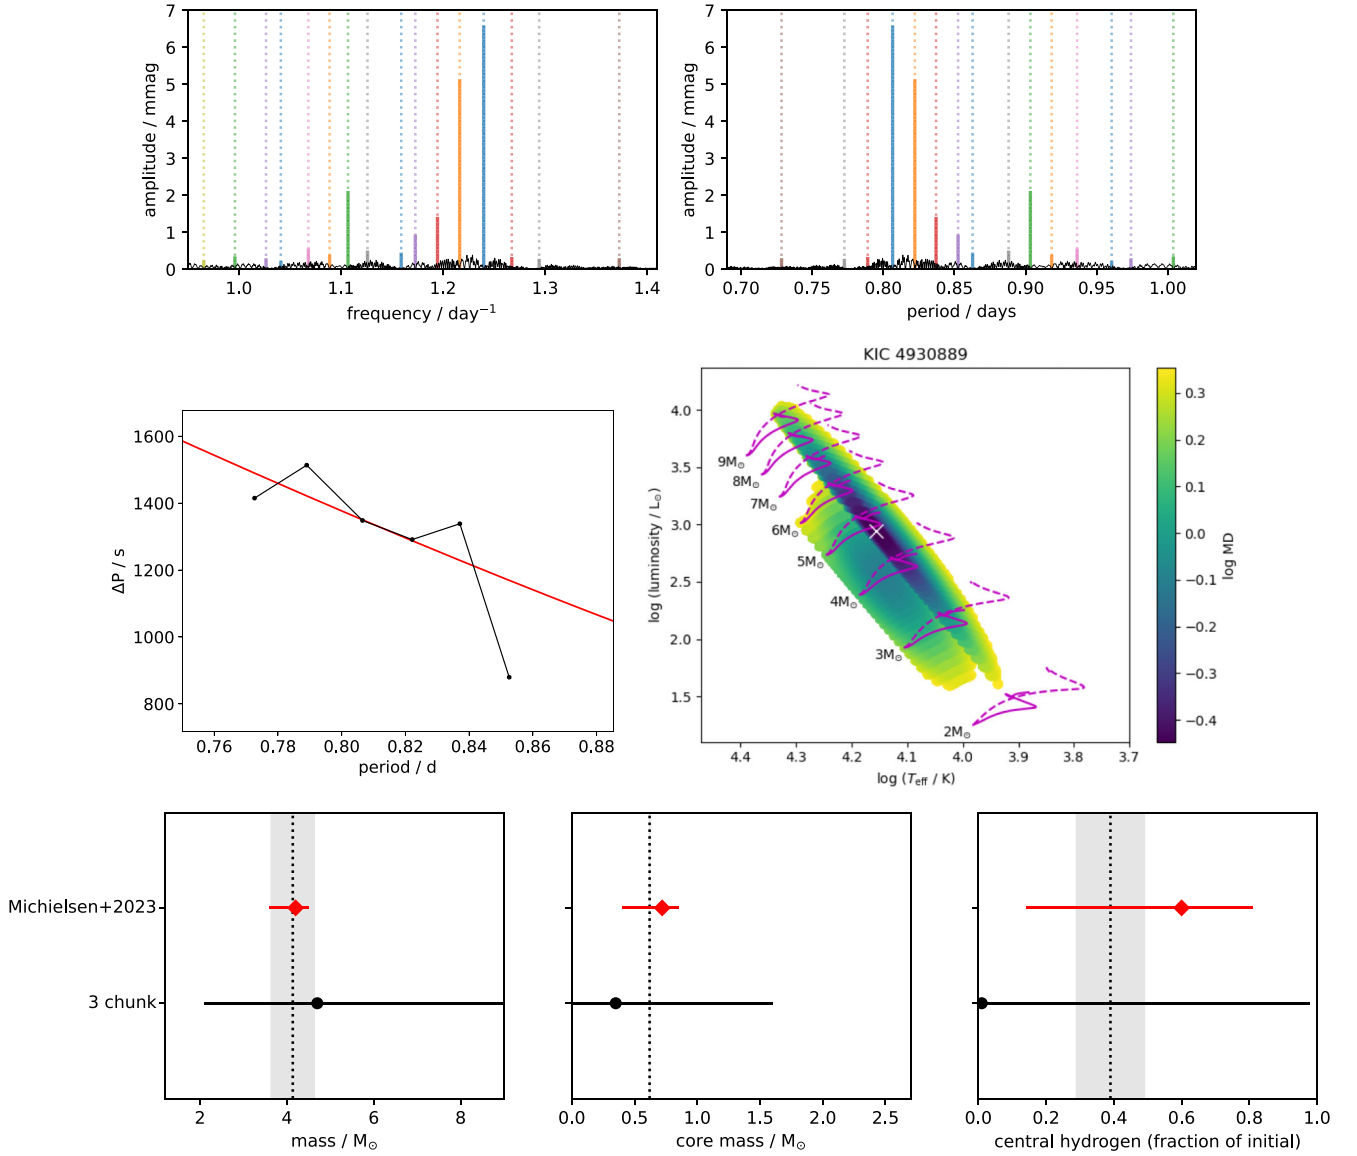 7
6
5
4
3
2
1
0
amplitude / mmag
1.0 1.1 1.2 1.3 1.4
frequency / day⁻¹
7
6
5
4
3
2
1
0
amplitude / mmag
0.70 0.75 0.80 0.85 0.90 0.95 1.00
period / days
1600
1400
1200
1000
800
ΔP / s
0.76 0.78 0.80 0.82 0.84 0.86 0.88
period / d
KIC 4930889
4.0
3.5
3.0
2.5
2.0
1.5
log (luminosity / L⊙)
9M⊙
8M⊙
7M⊙
6M⊙
5M⊙
4M⊙
3M⊙
2M⊙
4.4 4.3 4.2 4.1 4.0 3.9 3.8 3.7
log (Teff / K)
0.3
0.2
0.1
0.0
−0.1
−0.2
−0.3
−0.4
log MD
Michielsen+2023
3 chunk
2 4 6 8
mass / M⊙
0.0 0.5 1.0 1.5 2.0 2.5
core mass / M⊙
0.0 0.2 0.4 0.6 0.8 1.0
central hydrogen (fraction of initial)